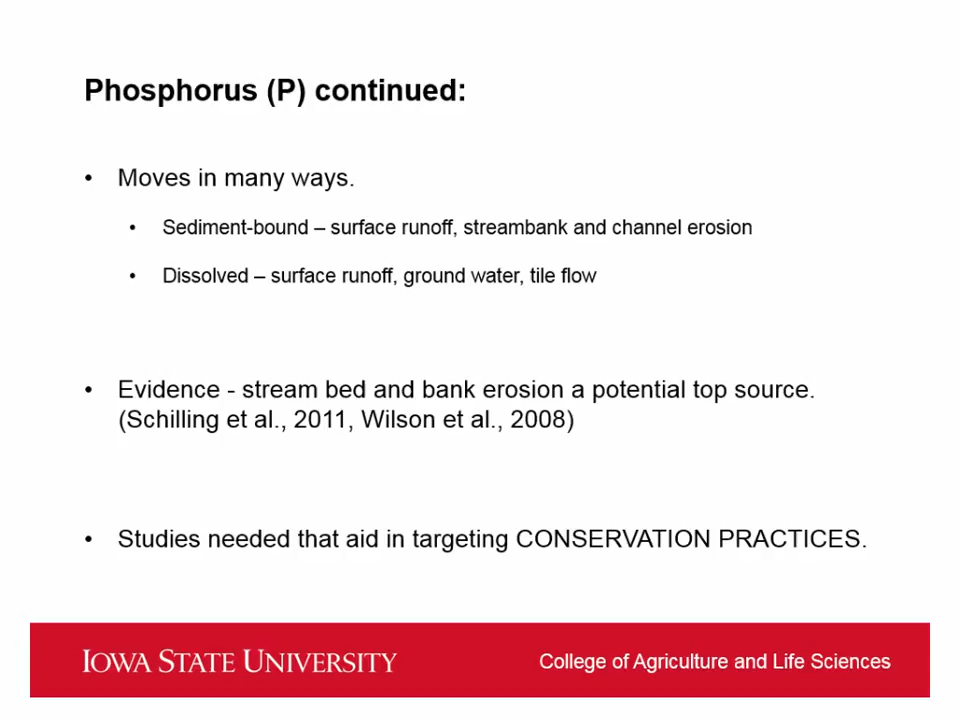 Phosphorus (P) continued:
• Moves in many ways.
• Sediment-bound – surface runoff, streambank and channel erosion
• Dissolved – surface runoff, ground water, tile flow
• Evidence - stream bed and bank erosion a potential top source.
(Schilling et al., 2011, Wilson et al., 2008)
• Studies needed that aid in targeting CONSERVATION PRACTICES.
IOWA STATE UNIVERSITY
College of Agriculture and Life Sciences